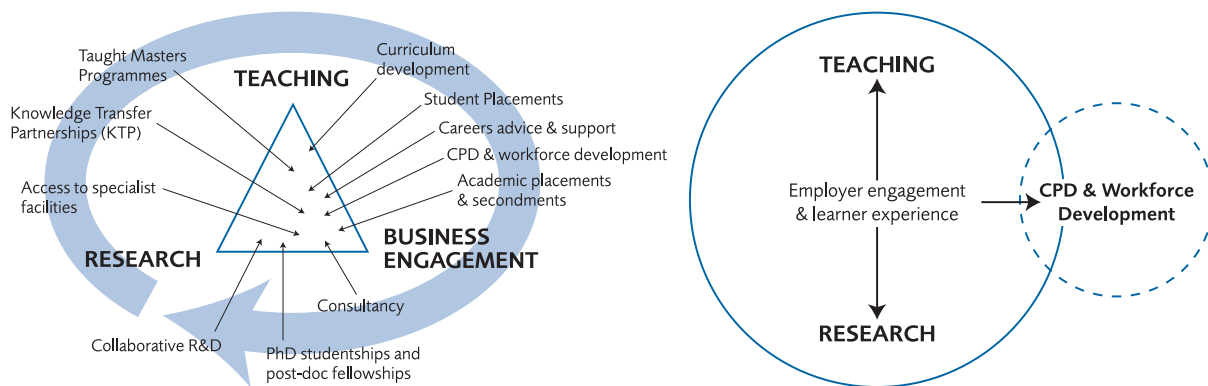 Taught Masters
Programmes
Curriculum
development
TEACHING
Student Placements
Knowledge Transfer
Partnerships (KTP)
Careers advice & support
CPD & workforce development
Access to specialist
facilities
Academic placements
& secondments
RESEARCH
BUSINESS
ENGAGEMENT
Consultancy
Collaborative R&D
PhD studentships and
post-doc fellowships
TEACHING
Employer engagement
& learner experience
CPD & Workforce
Development
RESEARCH